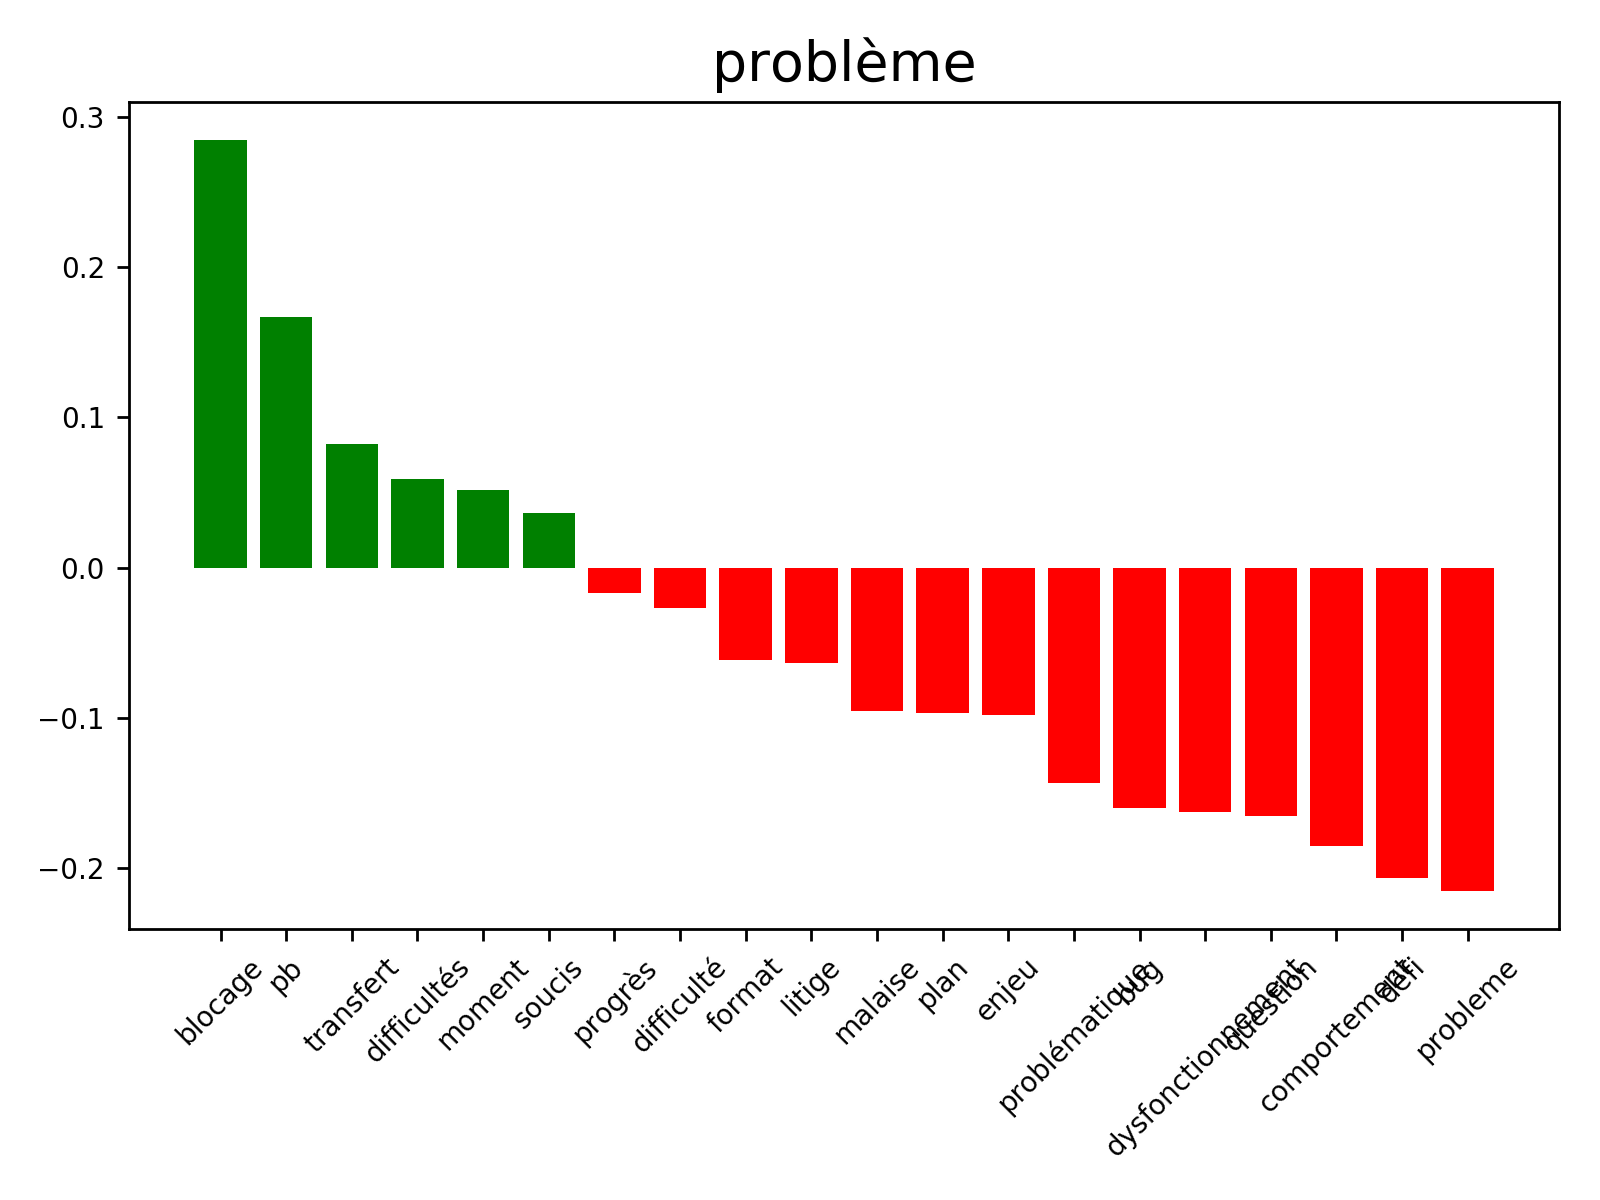 problème
0.3
0.2
0.1
0.0
−0.1
−0.2
blocage
pb
transfert
difficultés
moment
soucis
progrès
difficulté
format
litige
malaise
plan
enjeu
problématique
bug
dysfonctionnement
question
comportement
défi
probleme